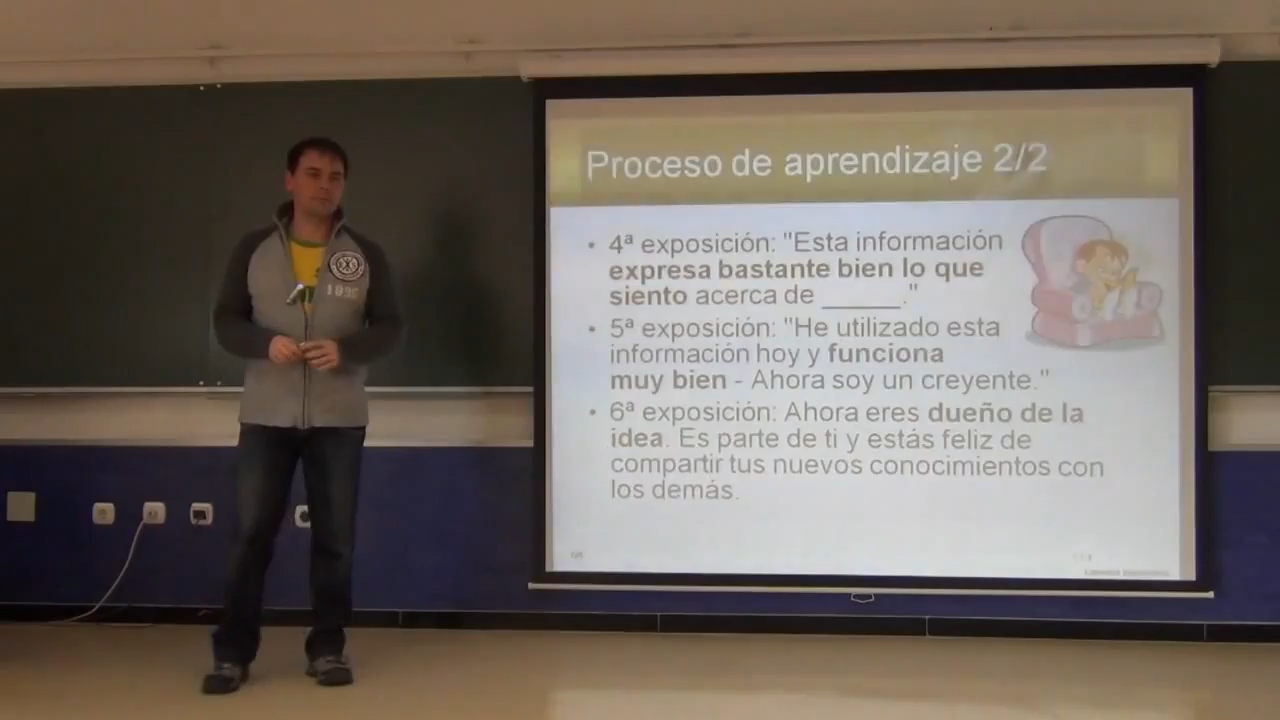 Proceso de aprendizaje 2/2
• 4ª exposición: "Esta información
expresa bastante bien lo que
siento acerca de ______."
• 5ª exposición: "He utilizado esta
información hoy y funciona
muy bien - Ahora soy un creyente."
• 6ª exposición: Ahora eres dueño de la
idea. Es parte de ti y estás feliz de
compartir tus nuevos conocimientos con
los demás.